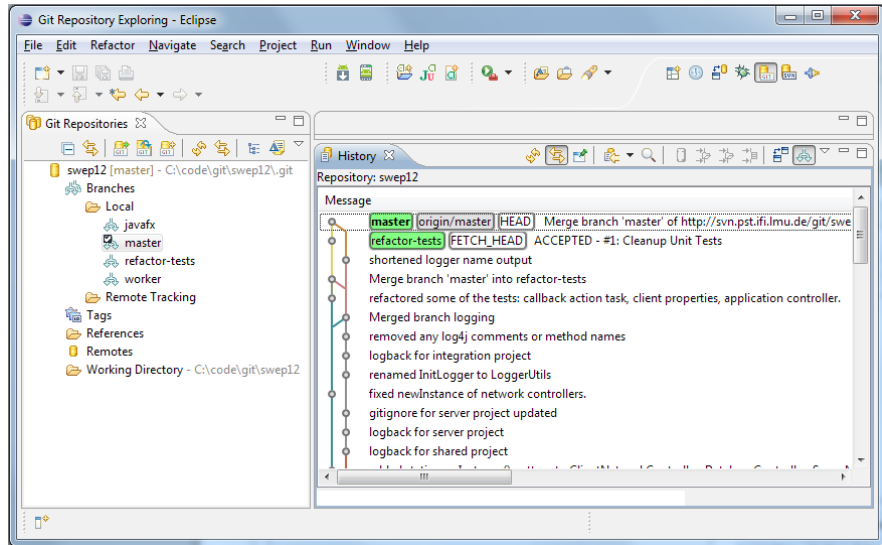 Git Repository Exploring - Eclipse
File Edit Refactor Navigate Search Project Run Window Help
Git Repositories
swep12 [master] - C:\code\git\swep12\.git
Branches
Local
javafx
master
refactor-tests
worker
Remote Tracking
Tags
References
Remotes
Working Directory - C:\code\git\swep12
History
Repository: swep12
Message
master origin/master HEAD Merge branch 'master' of http://svn.pst.ifi.lmu.de/git/swe
refactor-tests FETCH_HEAD ACCEPTED - #1: Cleanup Unit Tests
shortened logger name output
Merge branch 'master' into refactor-tests
refactored some of the tests: callback action task, client properties, application controller.
Merged branch logging
removed any log4j comments or method names
logback for integration project
renamed InitLogger to LoggerUtils
fixed newInstance of network controllers.
gitignore for server project updated
logback for server project
logback for shared project